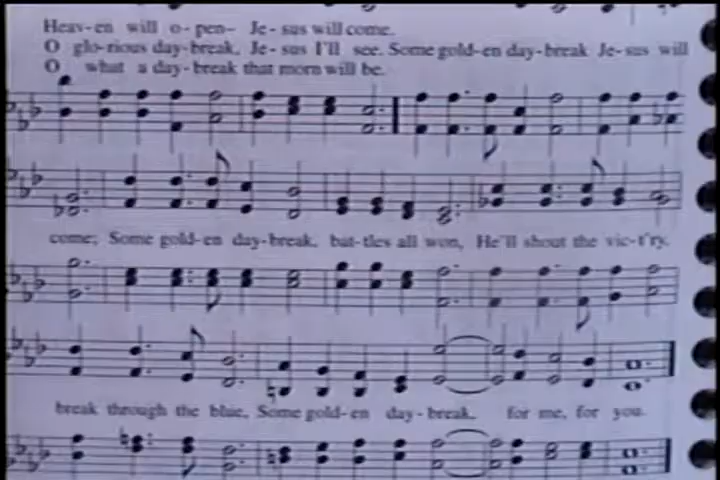 Heav-en will o-pen- Je-sus will come.
O glo-rious day-break, Je-sus I'll see. Some gold-en day-break Je-sus will
O what a day-break that morn will be.
come; Some gold-en day-break, bat-tles all won, He'll shout the vic-t'ry,
break through the blue, Some gold-en day-break, for me, for you.